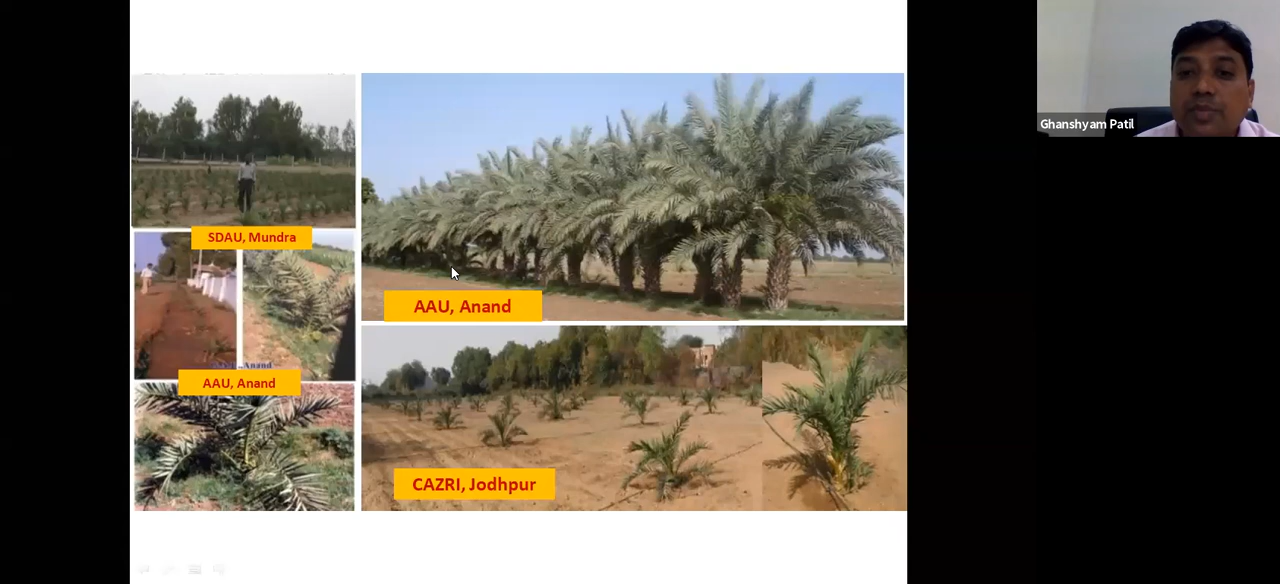 SDAU, Mundra
AAU, Anand
AAU, Anand
CAZRI, Jodhpur
Ghanshyam Patil